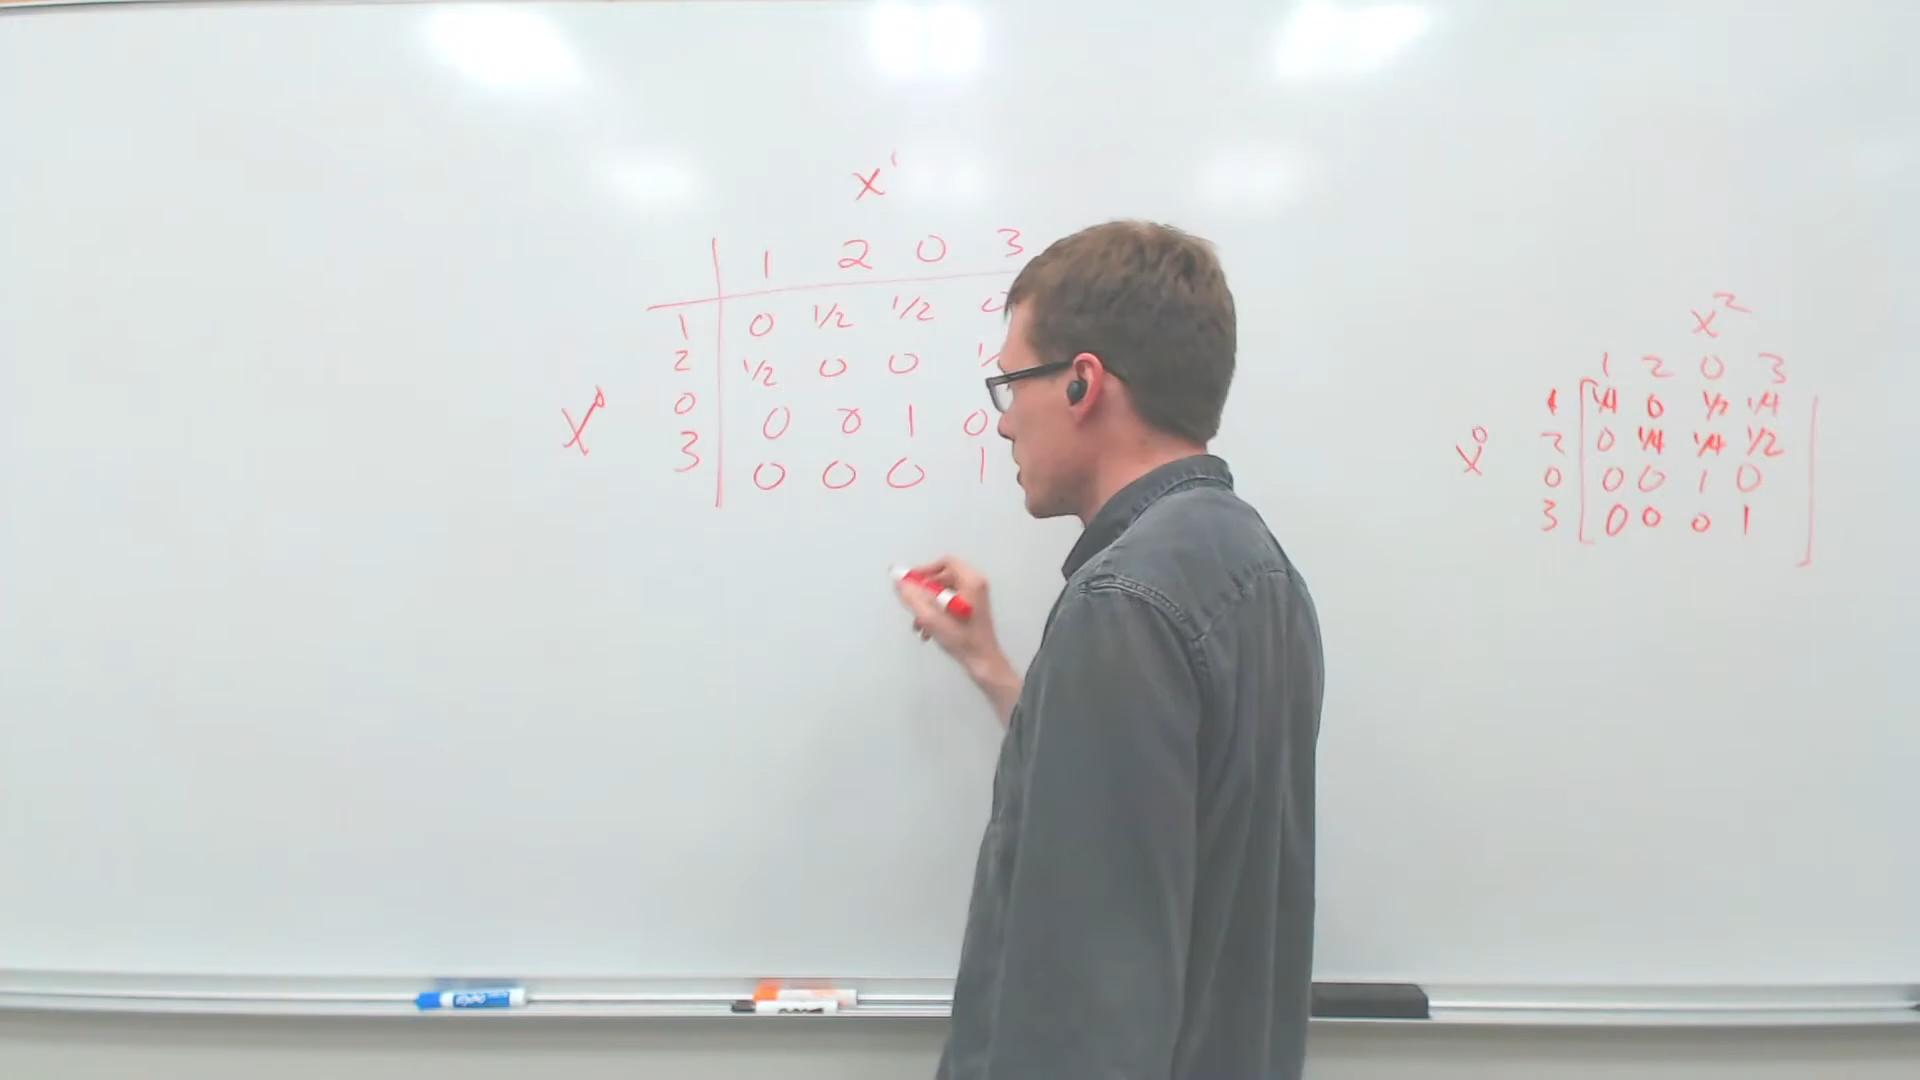 X¹
1 2 0 3
1 0 1/2 1/2 0
2 1/2 0 0
X⁰ 0 0 0 1 0
3 0 0 0 1
X²
1 2 0 3
1 1/4 0 1/2 1/4
X⁰ 2 0 1/4 1/4 1/2
0 0 0 1 0
3 0 0 0 1